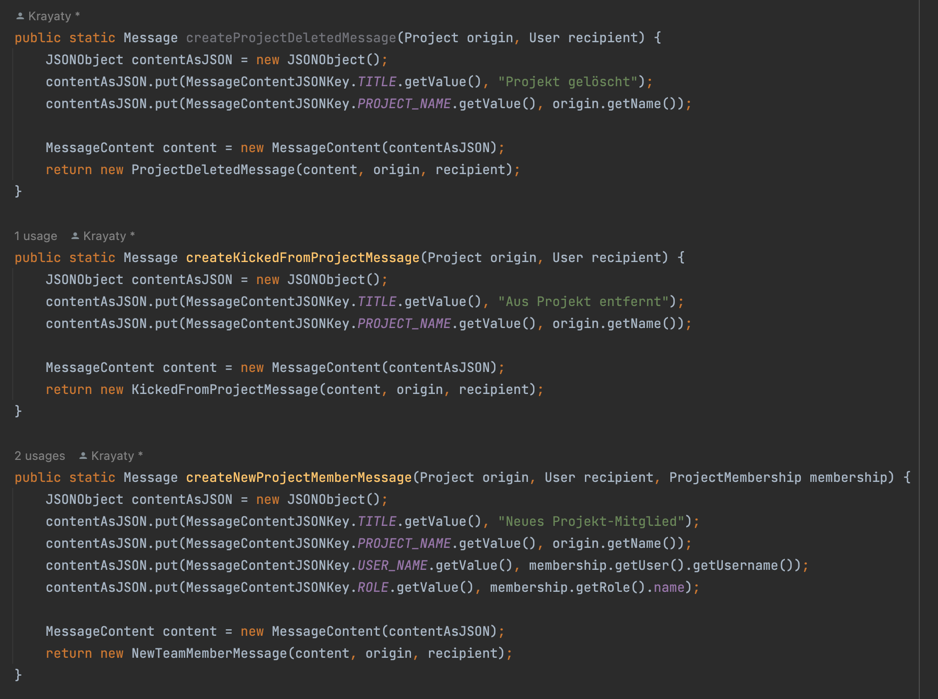 Krayaty *
public static Message createProjectDeletedMessage(Project origin, User recipient) {
    JSONObject contentAsJSON = new JSONObject();
    contentAsJSON.put(MessageContentJSONKey.TITLE.getValue(), "Projekt gelöscht");
    contentAsJSON.put(MessageContentJSONKey.PROJECT_NAME.getValue(), origin.getName());

    MessageContent content = new MessageContent(contentAsJSON);
    return new ProjectDeletedMessage(content, origin, recipient);
}

1 usage Krayaty *
public static Message createKickedFromProjectMessage(Project origin, User recipient) {
    JSONObject contentAsJSON = new JSONObject();
    contentAsJSON.put(MessageContentJSONKey.TITLE.getValue(), "Aus Projekt entfernt");
    contentAsJSON.put(MessageContentJSONKey.PROJECT_NAME.getValue(), origin.getName());

    MessageContent content = new MessageContent(contentAsJSON);
    return new KickedFromProjectMessage(content, origin, recipient);
}

2 usages Krayaty *
public static Message createNewProjectMemberMessage(Project origin, User recipient, ProjectMembership membership) {
    JSONObject contentAsJSON = new JSONObject();
    contentAsJSON.put(MessageContentJSONKey.TITLE.getValue(), "Neues Projekt-Mitglied");
    contentAsJSON.put(MessageContentJSONKey.PROJECT_NAME.getValue(), origin.getName());
    contentAsJSON.put(MessageContentJSONKey.USER_NAME.getValue(), membership.getUser().getUsername());
    contentAsJSON.put(MessageContentJSONKey.ROLE.getValue(), membership.getRole().name);

    MessageContent content = new MessageContent(contentAsJSON);
    return new NewTeamMemberMessage(content, origin, recipient);
}